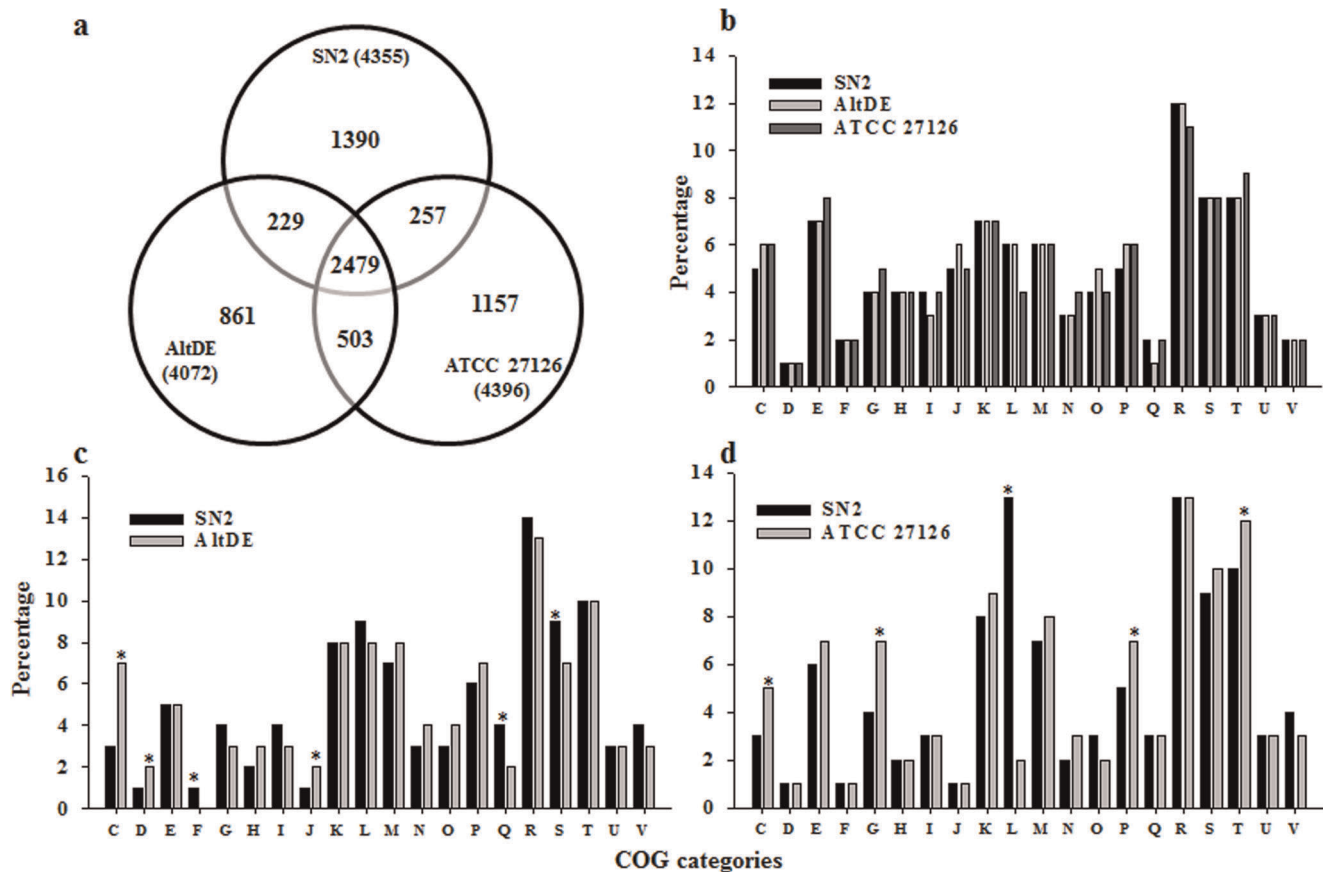 a
SN2 (4355)
1390
229
257
2479
861
503
1157
AltDE
(4072)
ATCC 27126
(4396)
b
SN2
AltDE
ATCC 27126
Percentage
14
12
10
8
6
4
2
0
C D E F G H I J K L M N O P Q R S T U V
c
SN2
AltDE
Percentage
16
14
12
10
8
6
4
2
0
* * * * * *
C D E F G H I J K L M N O P Q R S T U V
d
SN2
ATCC 27126
14
12
10
8
6
4
2
0
* * * * *
C D E F G H I J K L M N O P Q R S T U V
COG categories